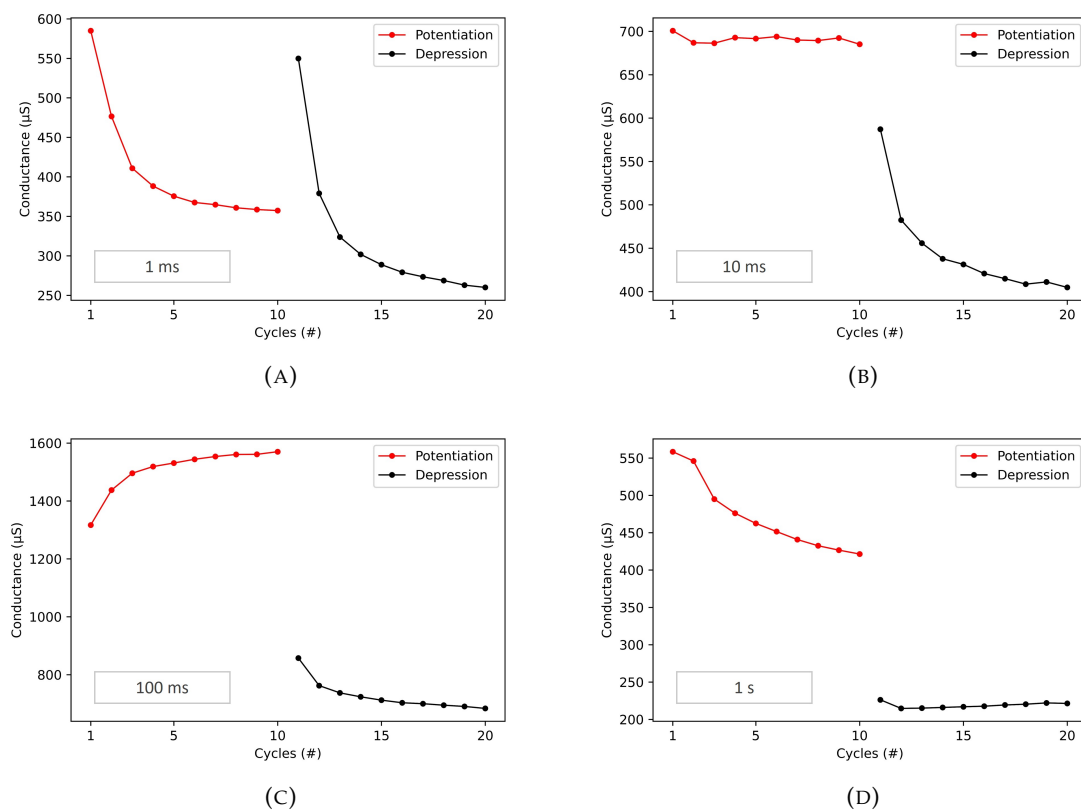 600
550
500
450
400
350
300
250
Conductance (µS)
Potentiation
Depression
1 ms
1 5 10 15 20
Cycles (#)
(A)
700
650
600
550
500
450
400
Conductance (µS)
Potentiation
Depression
10 ms
1 5 10 15 20
Cycles (#)
(B)
1600
1400
1200
1000
800
Conductance (µS)
Potentiation
Depression
100 ms
1 5 10 15 20
Cycles (#)
(C)
550
500
450
400
350
300
250
200
Conductance (µS)
Potentiation
Depression
1 s
1 5 10 15 20
Cycles (#)
(D)